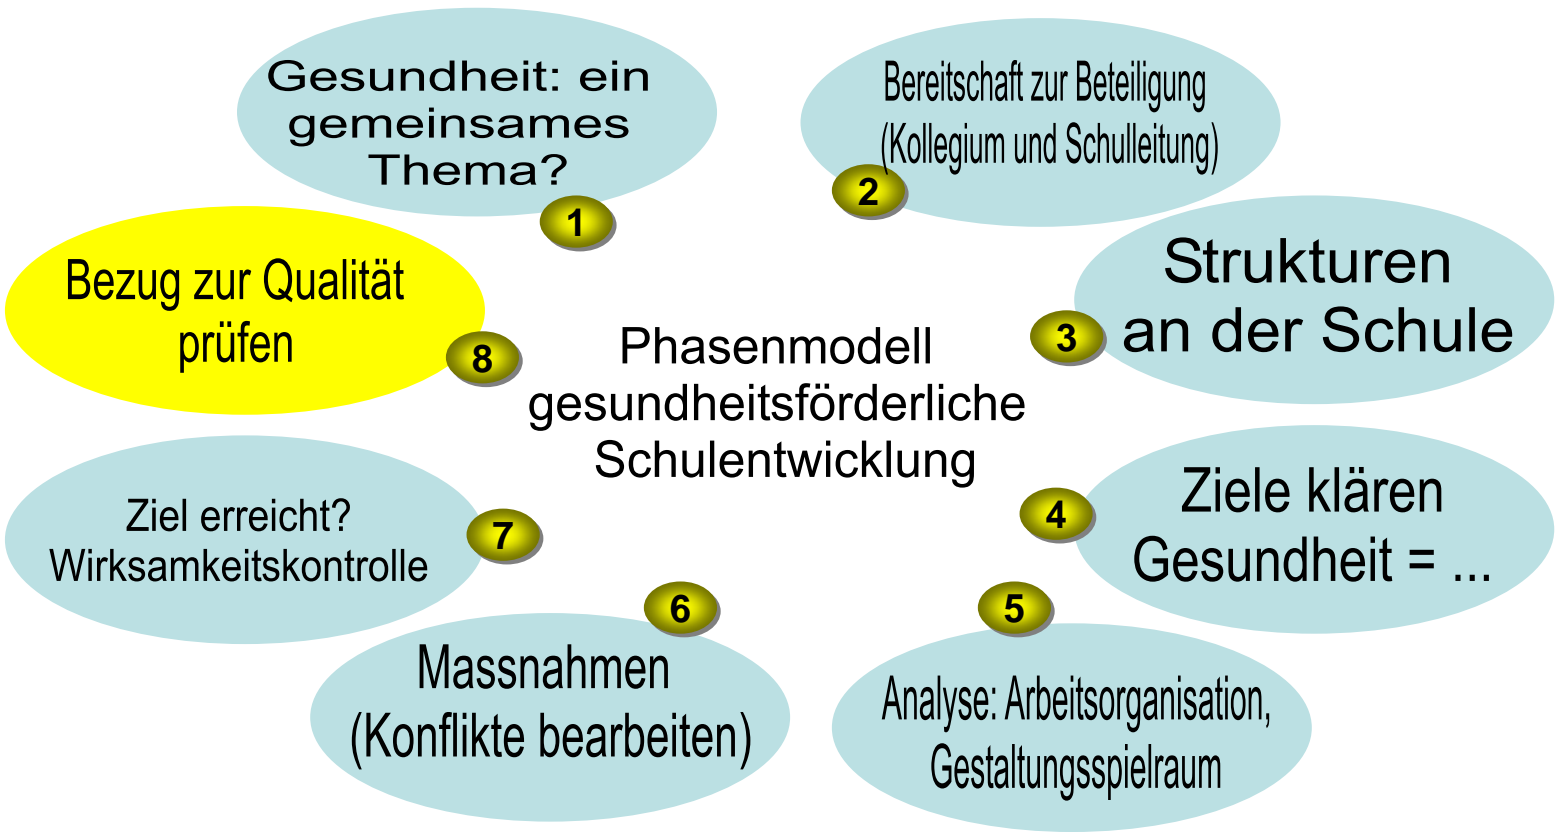 Gesundheit: ein
gemeinsames
Thema?
1
Bereitschaft zur Beteiligung
(Kollegium und Schulleitung)
2
Strukturen
an der Schule
3
Ziele klären
Gesundheit = ...
4
Analyse: Arbeitsorganisation,
Gestaltungsspielraum
5
Massnahmen
(Konflikte bearbeiten)
6
Ziel erreicht?
Wirksamkeitskontrolle
7
Bezug zur Qualität
prüfen
8
Phasenmodell
gesundheitsförderliche
Schulentwicklung